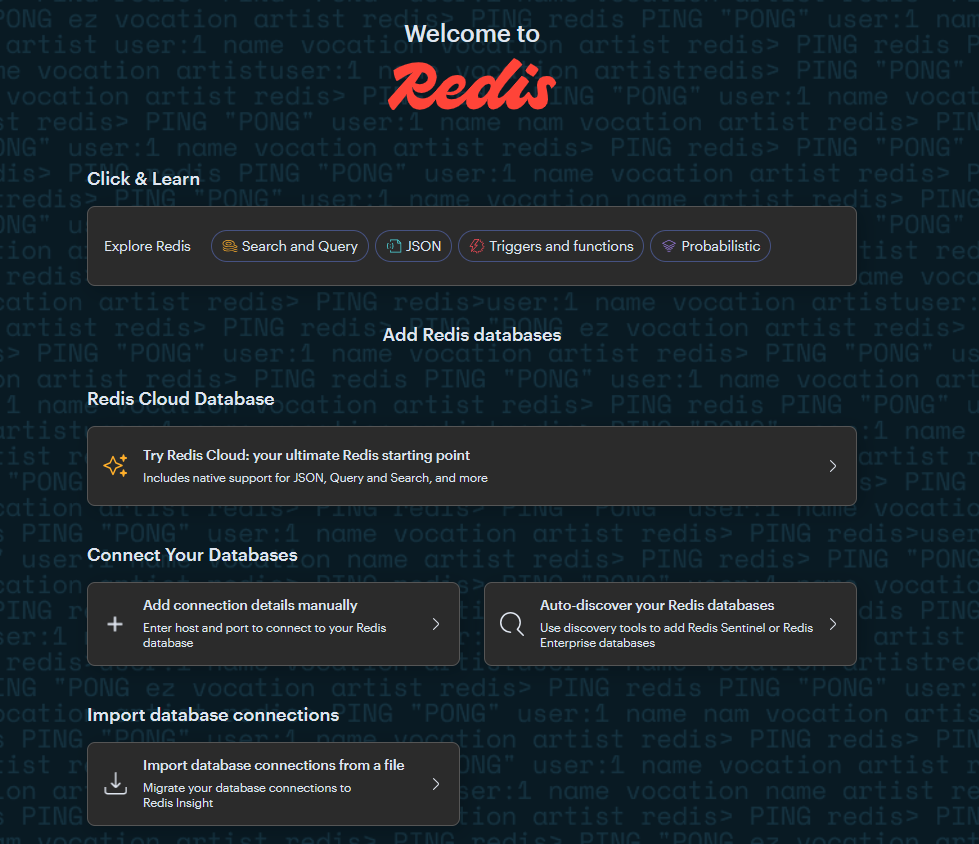 Welcome to
Redis
Click & Learn
Explore Redis
Search and Query
JSON
Triggers and functions
Probabilistic
Add Redis databases
Redis Cloud Database
Try Redis Cloud: your ultimate Redis starting point
Includes native support for JSON, Query and Search, and more
Connect Your Databases
Add connection details manually
Enter host and port to connect to your Redis
database
Auto-discover your Redis databases
Use discovery tools to add Redis Sentinel or Redis
Enterprise databases
Import database connections
Import database connections from a file
Migrate your database connections to
Redis Insight